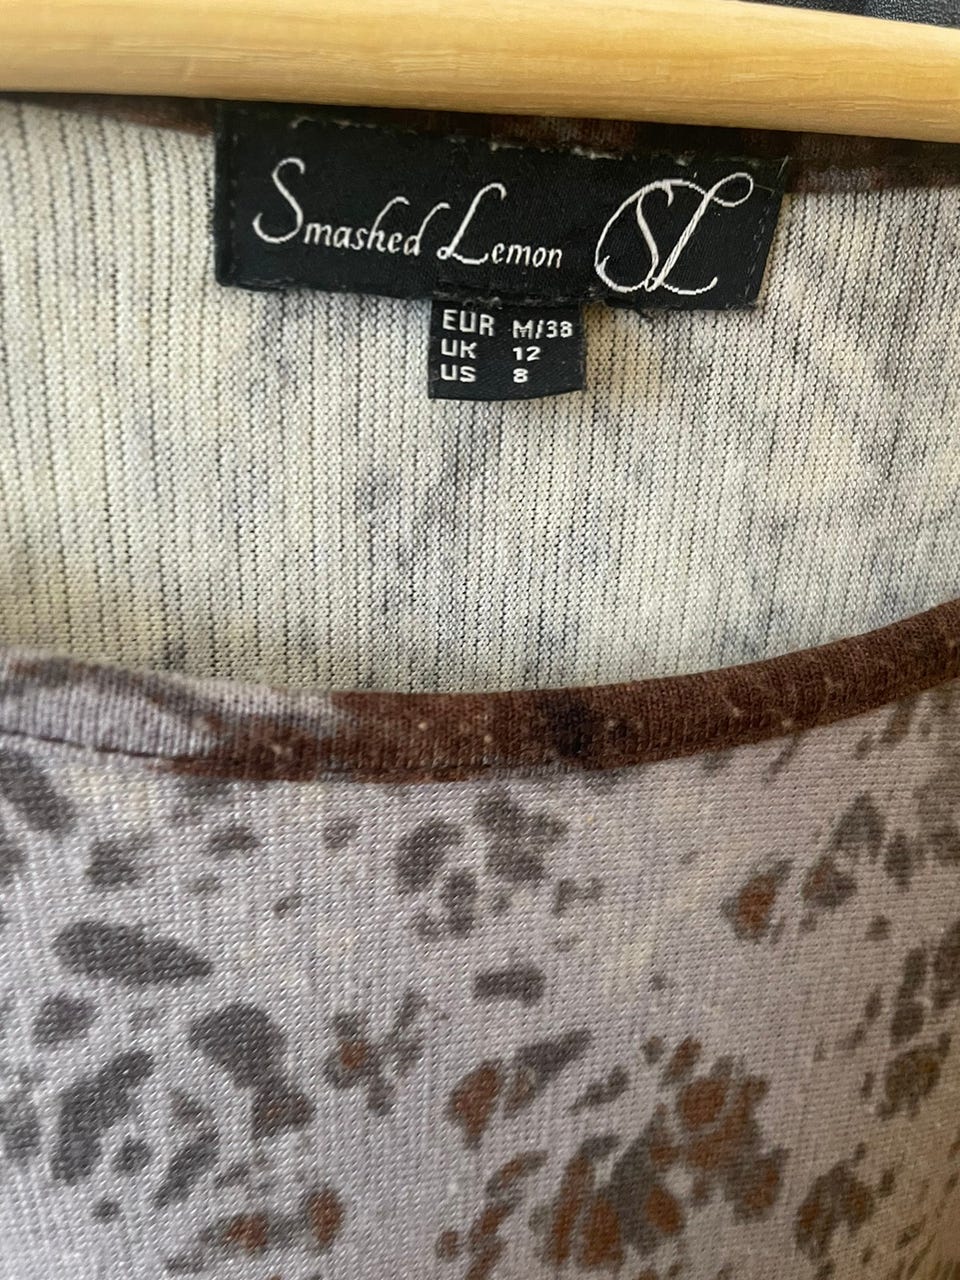 Smashed Lemon SL
EUR M/38
UK 12
US 8